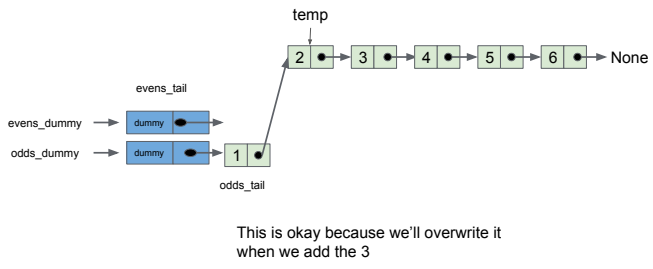 temp
2 3 4 5 6 None
evens_tail
evens_dummy dummy
odds_dummy dummy 1
odds_tail
This is okay because we'll overwrite it
when we add the 3